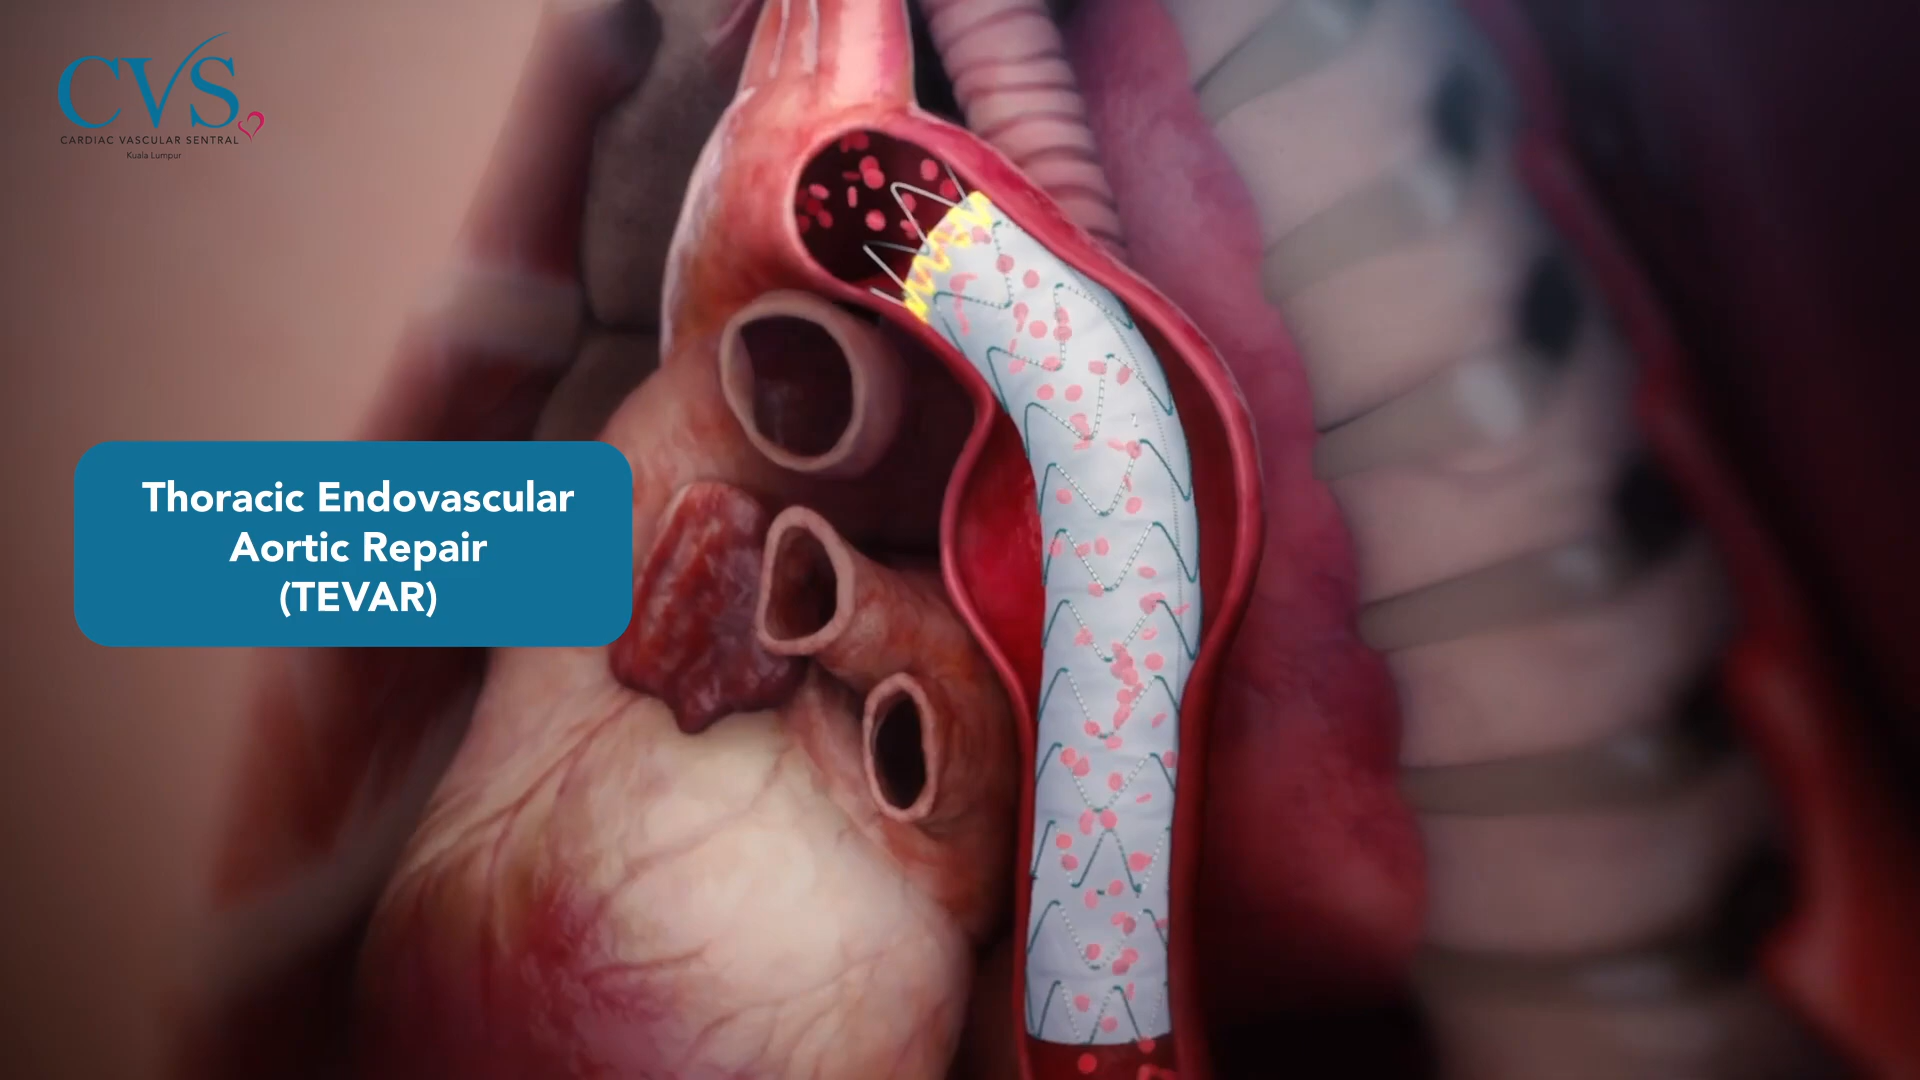 CVS
CARDIAC VASCULAR SENTRAL
Kuala Lumpur
Thoracic Endovascular
Aortic Repair
(TEVAR)